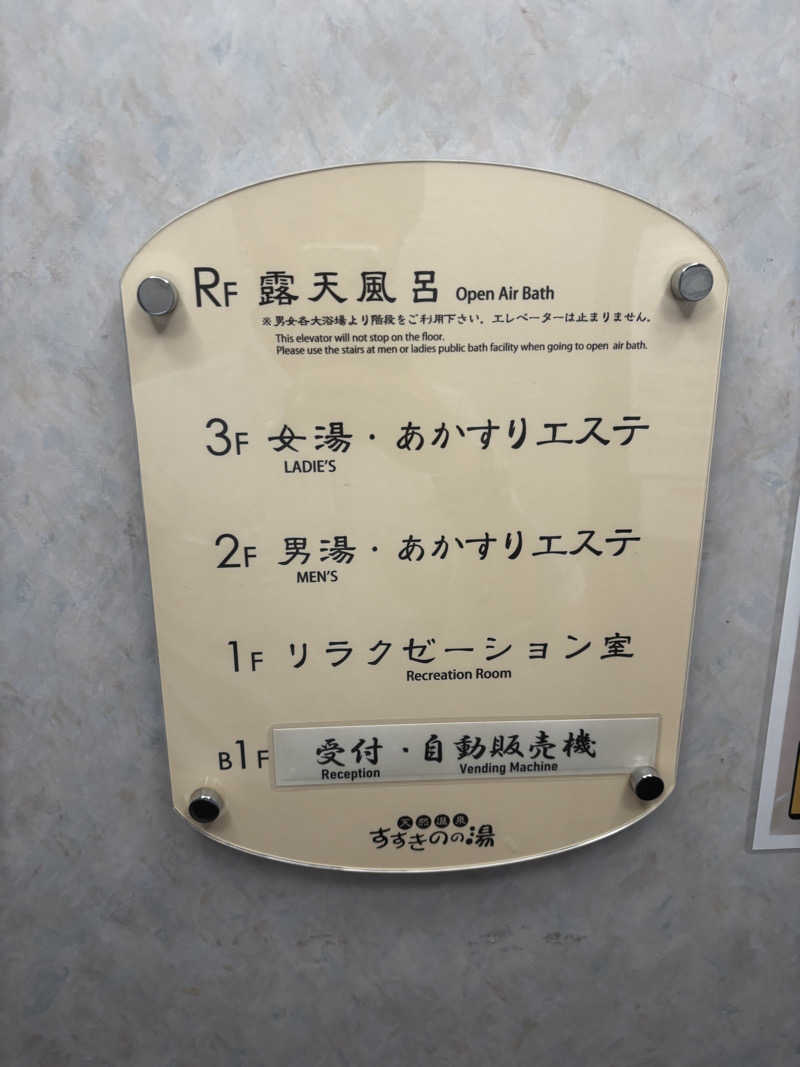 RF 露天風呂 Open Air Bath
※男女各大浴場より階段をご利用下さい。エレベーターは止まりません。
This elevator will not stop on the floor.
Please use the stairs at men or ladies public bath facility when going to open air bath.
3F 女湯・あかすりエステ
LADIE'S
2F 男湯・あかすりエステ
MEN'S
1F リラクゼーション室
Recreation Room
B1F 受付・自動販売機
Reception Vending Machine
天然温泉
すすきのの湯